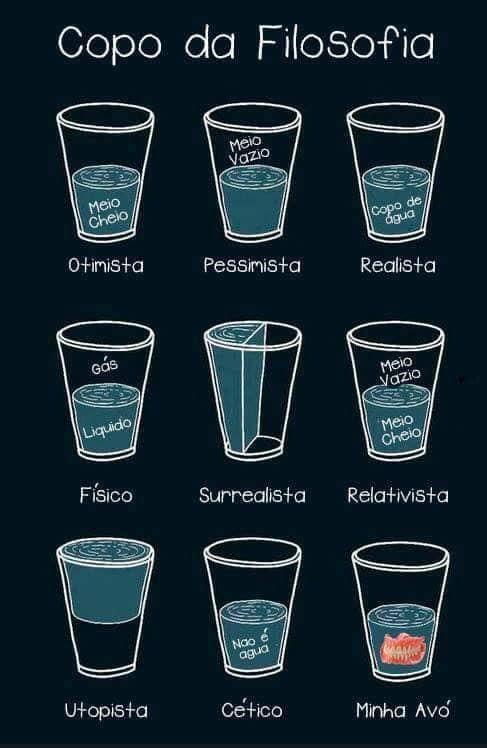 Copo da Filosofia
Meio
Cheio
Meio
Vazio
Copo de
água
Otimista
Pessimista
Realista
Gás
Líquido
Meio
Vazio
Meio
Cheio
Físico
Surrealista
Relativista
Não é
agua
Utopista
Cético
Minha Avó